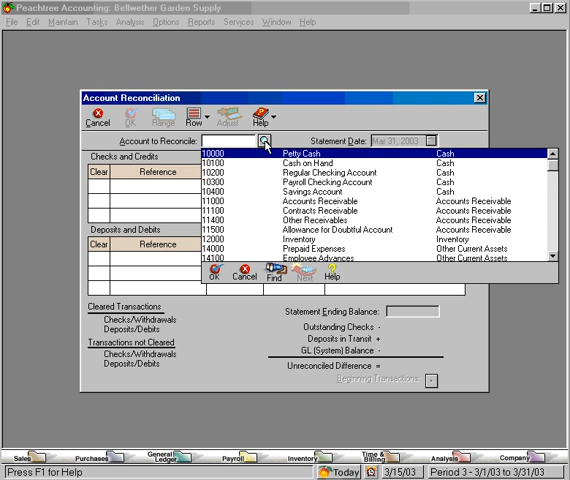 Peachtree Accounting: Bellwether Garden Supply
File Edit Maintain Tasks Analysis Options Reports Services Window Help
Account Reconciliation
Cancel OK Range Row Adjust Help
Account to Reconcile: Statement Date: Mar 31, 2003
Checks and Credits
Clear Reference
Deposits and Debits
Clear Reference
10000 Petty Cash Cash
10100 Cash on Hand Cash
10200 Regular Checking Account Cash
10300 Payroll Checking Account Cash
10400 Savings Account Cash
11000 Accounts Receivable Accounts Receivable
11100 Contracts Receivable Accounts Receivable
11400 Other Receivables Accounts Receivable
11500 Allowance for Doubtful Account Accounts Receivable
12000 Inventory Inventory
14000 Prepaid Expenses Other Current Assets
14100 Employee Advances Other Current Assets
OK Cancel Find Next Help
Cleared Transactions
Checks/Withdrawals
Deposits/Debits
Transactions not Cleared
Checks/Withdrawals
Deposits/Debits
Statement Ending Balance:
Outstanding Checks -
Deposits in Transit +
GL (System) Balance -
Unreconciled Difference =
Beginning Transactions:
Sales Purchases General Ledger Payroll Inventory Time & Billing Analysis Company
Press F1 for Help Today 3/15/03 Period 3 - 3/1/03 to 3/31/03